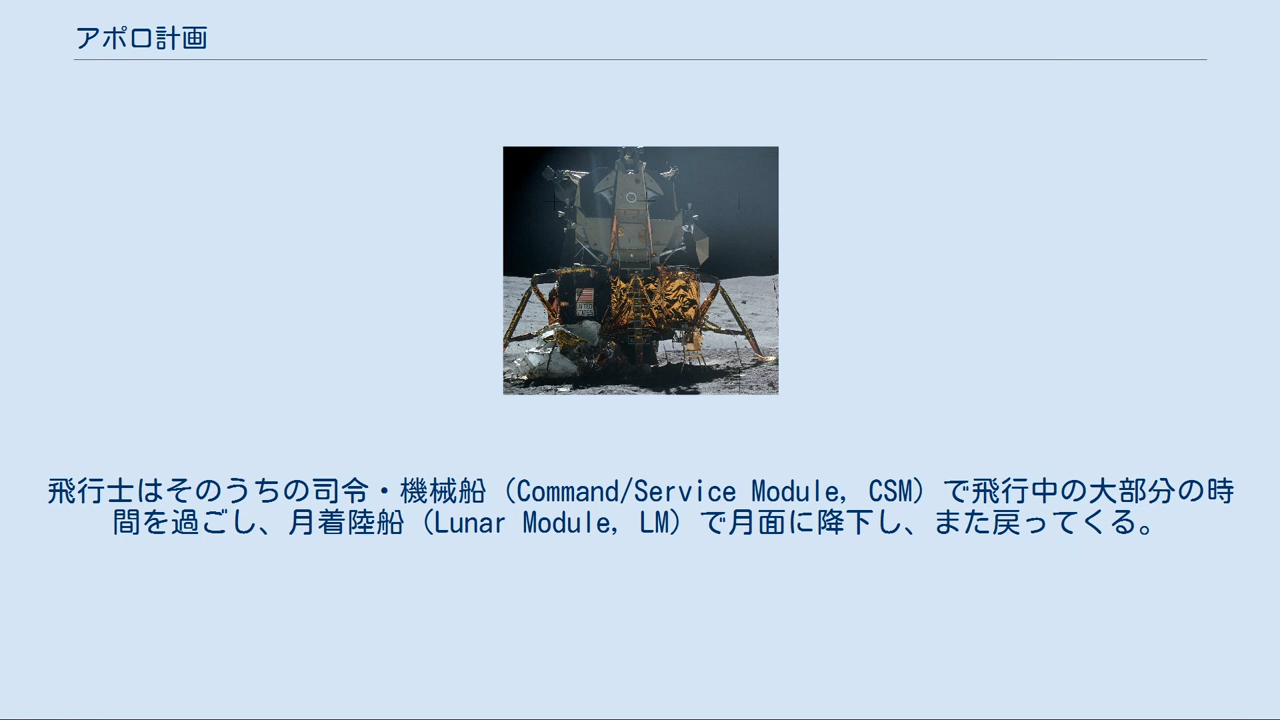 アポロ計画
飛行士はそのうちの司令・機械船（Command/Service Module, CSM）で飛行中の大部分の時
間を過ごし、月着陸船（Lunar Module, LM）で月面に降下し、また戻ってくる。